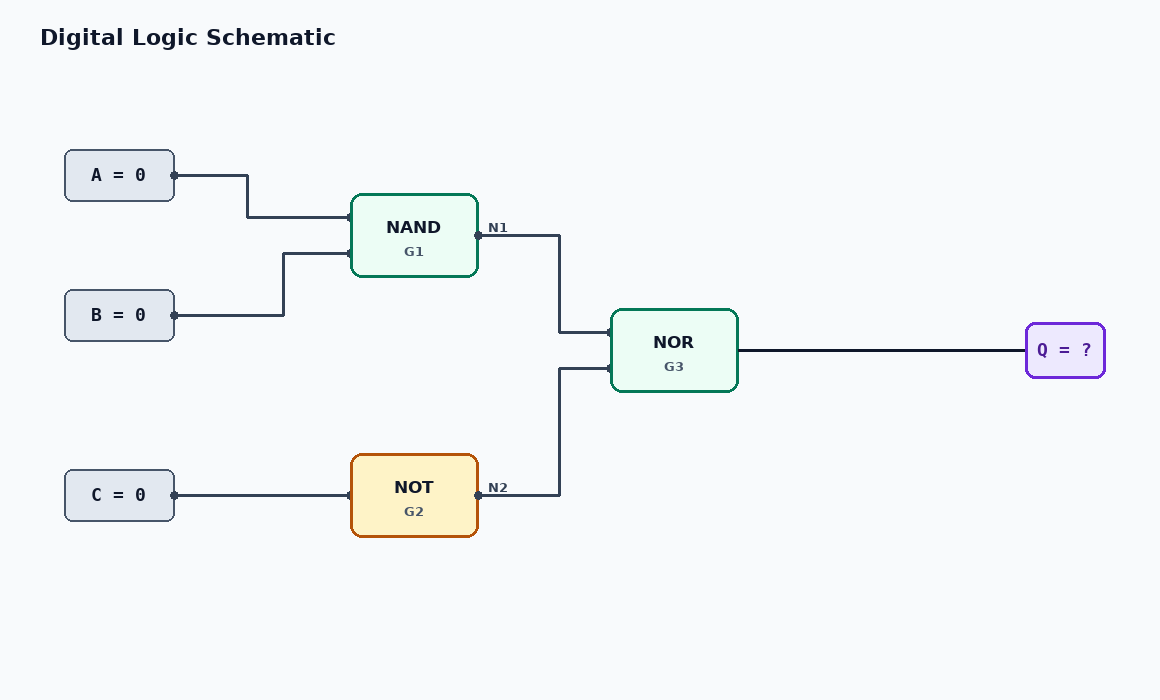 Digital Logic Schematic
A = 0
NAND
G1
N1
B = 0
NOR
G3
Q = ?
C = 0
NOT
G2
N2